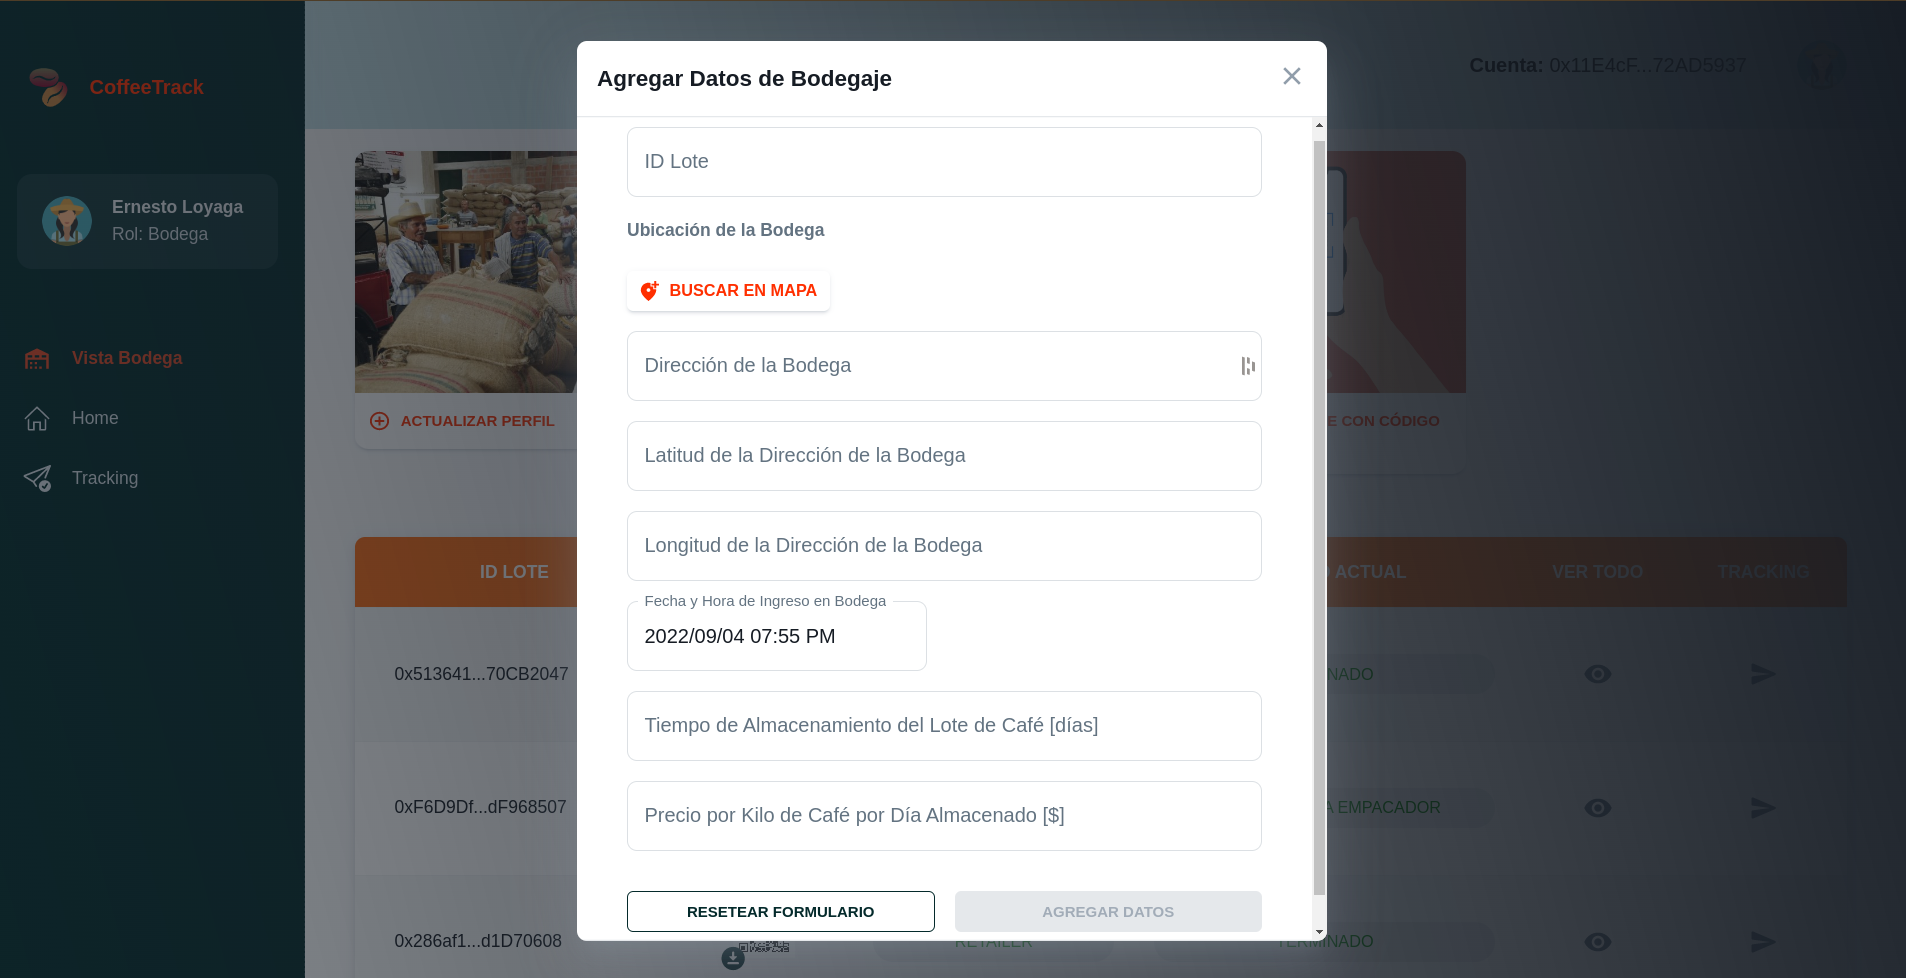 CoffeeTrack
Ernesto Loyaga
Rol: Bodega
Vista Bodega
Home
Tracking
Cuenta: 0x11E4cF...72AD5937
ACTUALIZAR PERFIL
E CON CÓDIGO
Agregar Datos de Bodegaje
ID Lote
Ubicación de la Bodega
BUSCAR EN MAPA
Dirección de la Bodega
Latitud de la Dirección de la Bodega
Longitud de la Dirección de la Bodega
Fecha y Hora de Ingreso en Bodega
2022/09/04 07:55 PM
Tiempo de Almacenamiento del Lote de Café [días]
Precio por Kilo de Café por Día Almacenado [$]
RESETEAR FORMULARIO
AGREGAR DATOS
ID LOTE
ACTUAL
VER TODO
TRACKING
0x513641...70CB2047
NADO
0xF6D9Df...dF968507
A EMPACADOR
0x286af1...d1D70608
RETAILER
TERMINADO